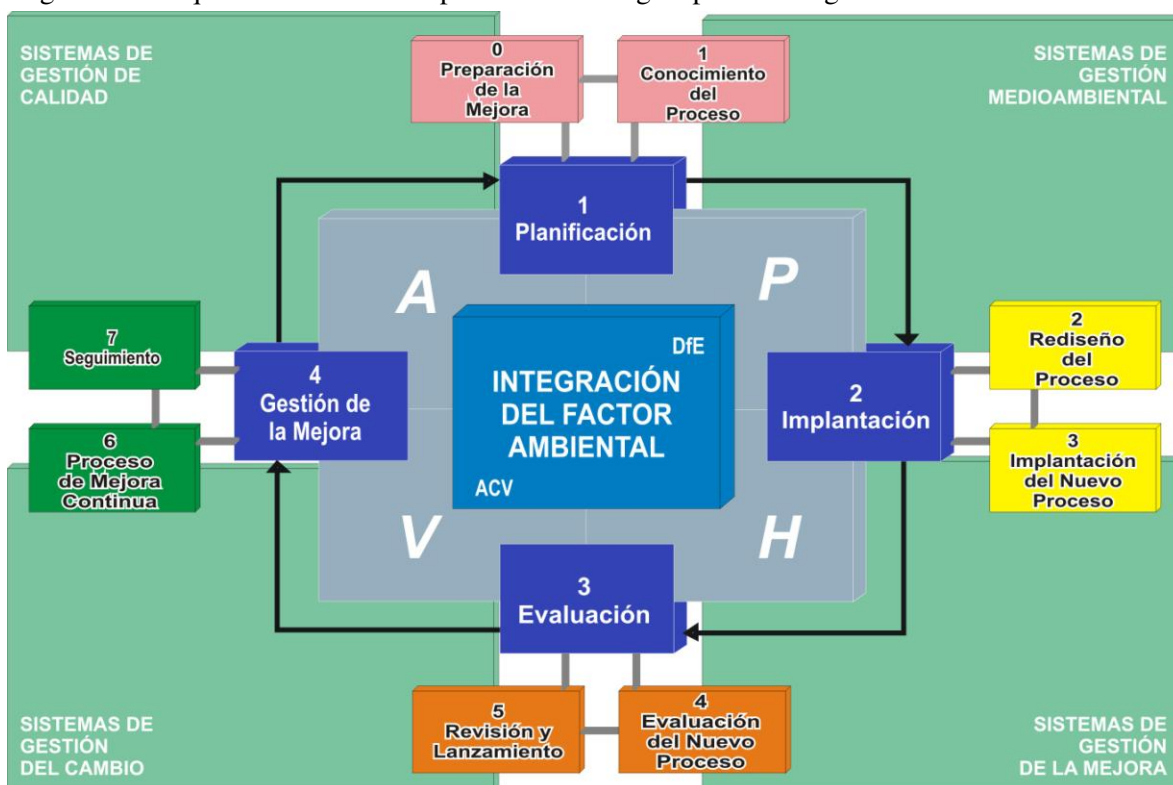 SISTEMAS DE
GESTIÓN DE
CALIDAD
0
Preparación
de la
Mejora
1
Conocimiento
del
Proceso
SISTEMAS DE
GESTIÓN
MEDIOAMBIENTAL
1
Planificación
A
P
7
Seguimiento
4
Gestión de
la Mejora
DfE
INTEGRACIÓN
DEL FACTOR
AMBIENTAL
ACV
2
Implantación
2
Rediseño
del
Proceso
6
Proceso
de Mejora
Continua
3
Implantación
del Nuevo
Proceso
V
H
3
Evaluación
SISTEMAS DE
GESTIÓN
DEL CAMBIO
5
Revisión y
Lanzamiento
4
Evaluación
del Nuevo
Proceso
SISTEMAS DE
GESTIÓN
DE LA MEJORA